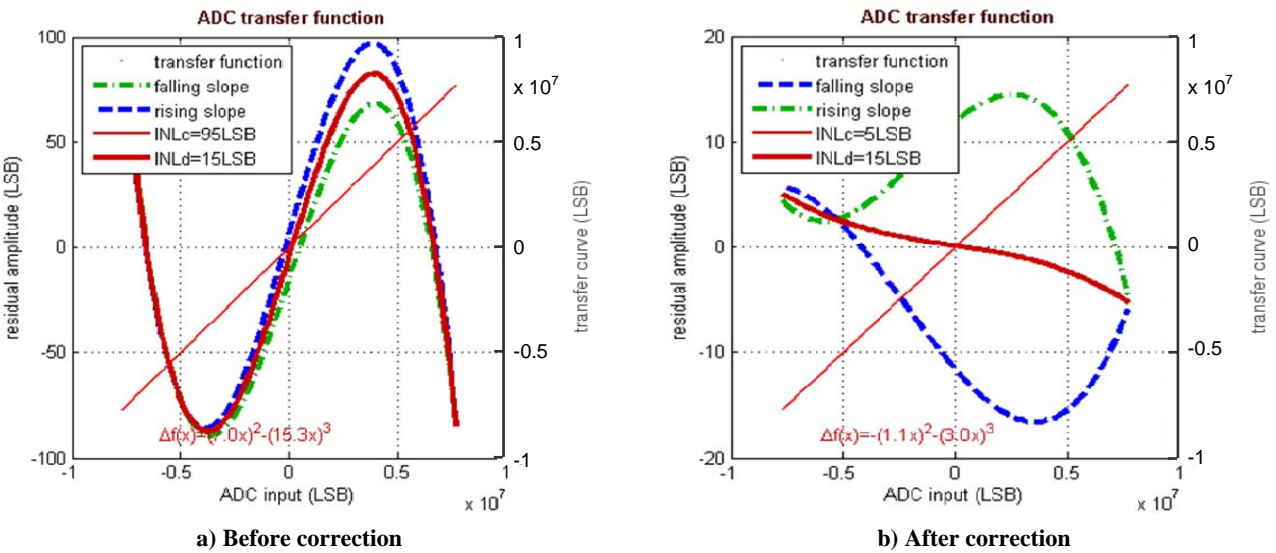 ADC transfer function
100
50
0
-50
-100
1
x 10^7
0.5
0
-0.5
-1
transfer function
falling slope
rising slope
INLc=95LSB
INLd=15LSB
residual amplitude (LSB)
transfer curve (LSB)
-1
-0.5
0
0.5
1
ADC input (LSB)
x 10^7
a) Before correction
ADC transfer function
20
10
0
-10
-20
1
x 10^7
0.5
0
-0.5
-1
transfer function
falling slope
rising slope
INLc=5LSB
INLd=15LSB
residual amplitude (LSB)
transfer curve (LSB)
Δf(x)=-(1.1x)^2-(3.0x)^3
-1
-0.5
0
0.5
1
ADC input (LSB)
x 10^7
b) After correction